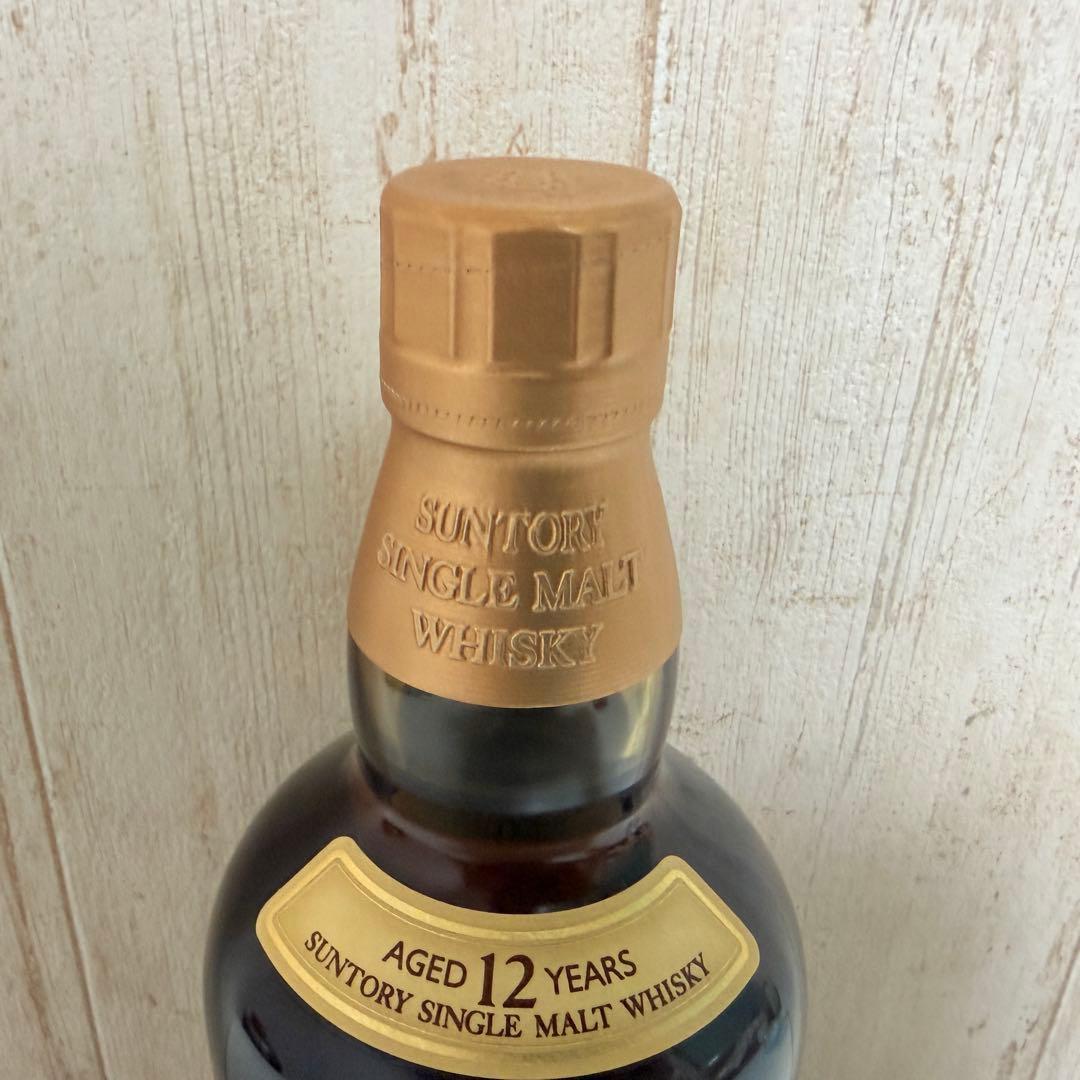 SUNTORY
SINGLE MALT
WHISKY
AGED 12 YEARS
SUNTORY SINGLE MALT WHISKY